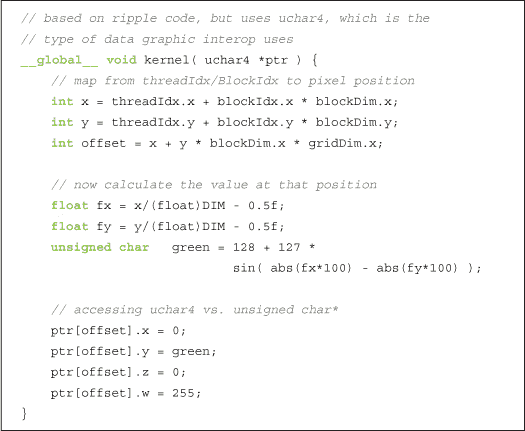 // based on ripple code, but uses uchar4, which is the
// type of data graphic interop uses
__global__ void kernel( uchar4 *ptr ) {
    // map from threadIdx/BlockIdx to pixel position
    int x = threadIdx.x + blockIdx.x * blockDim.x;
    int y = threadIdx.y + blockIdx.y * blockDim.y;
    int offset = x + y * blockDim.x * gridDim.x;

    // now calculate the value at that position
    float fx = x/(float)DIM - 0.5f;
    float fy = y/(float)DIM - 0.5f;
    unsigned char   green = 128 + 127 *
                            sin( abs(fx*100) - abs(fy*100) );

    // accessing uchar4 vs. unsigned char*
    ptr[offset].x = 0;
    ptr[offset].y = green;
    ptr[offset].z = 0;
    ptr[offset].w = 255;
}